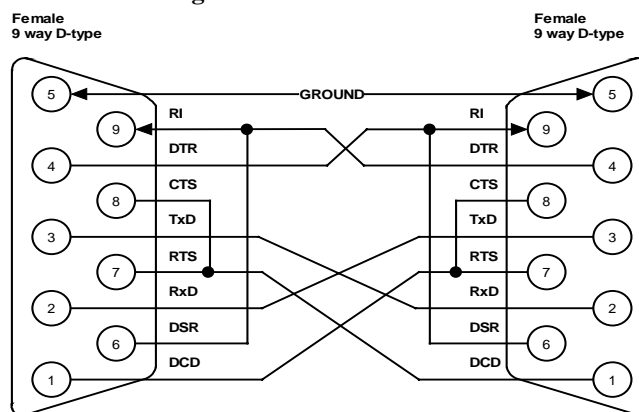 Female
9 way D-type
Female
9 way D-type
5
GROUND
5
RI
RI
9
9
DTR
DTR
4
4
CTS
CTS
8
8
TxD
TxD
3
3
RTS
RTS
7
7
RxD
RxD
2
2
DSR
DSR
6
6
DCD
DCD
1
1